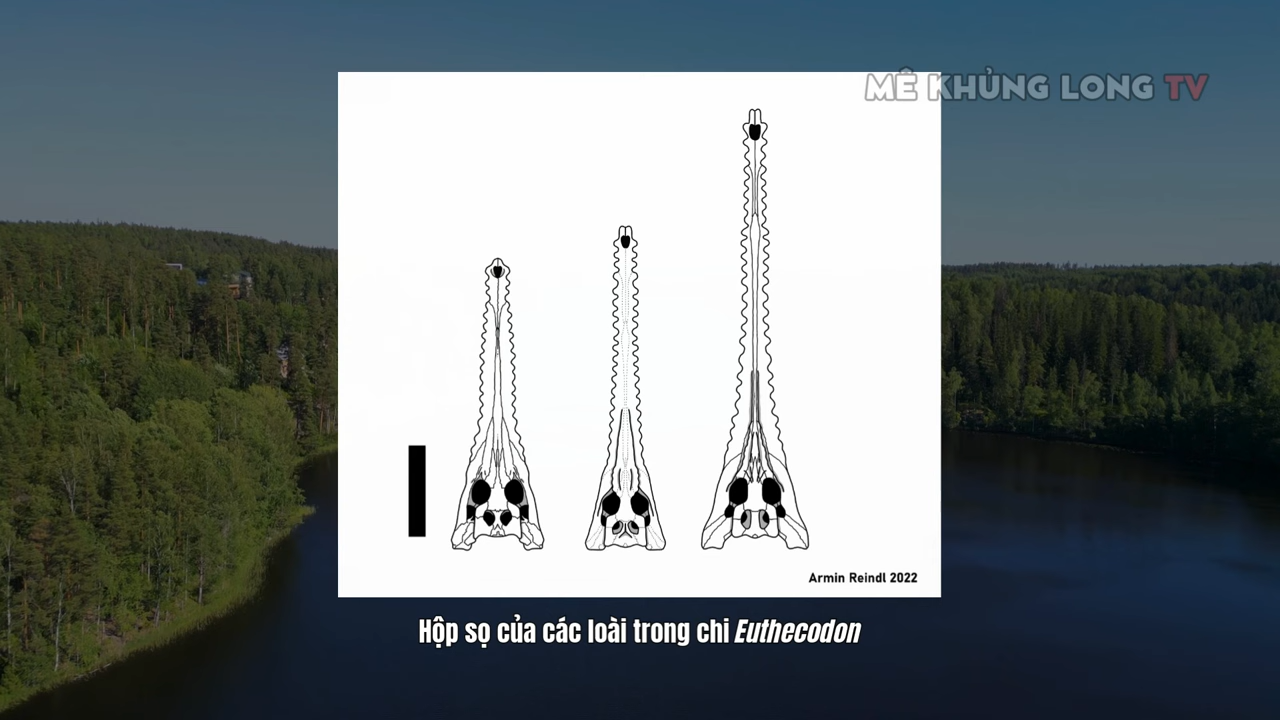 MÊ KHỦNG LONG TV
Armin Reindl 2022
Hộp sọ của các loài trong chi Euthecodon